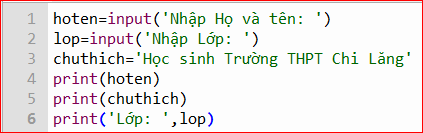 1 hoten=input('Nhập Họ và tên: ')
2 lop=input('Nhập Lớp: ')
3 chuthich='Học sinh Trường THPT Chi Lăng'
4 print(hoten)
5 print(chuthich)
6 print('Lớp: ',lop)